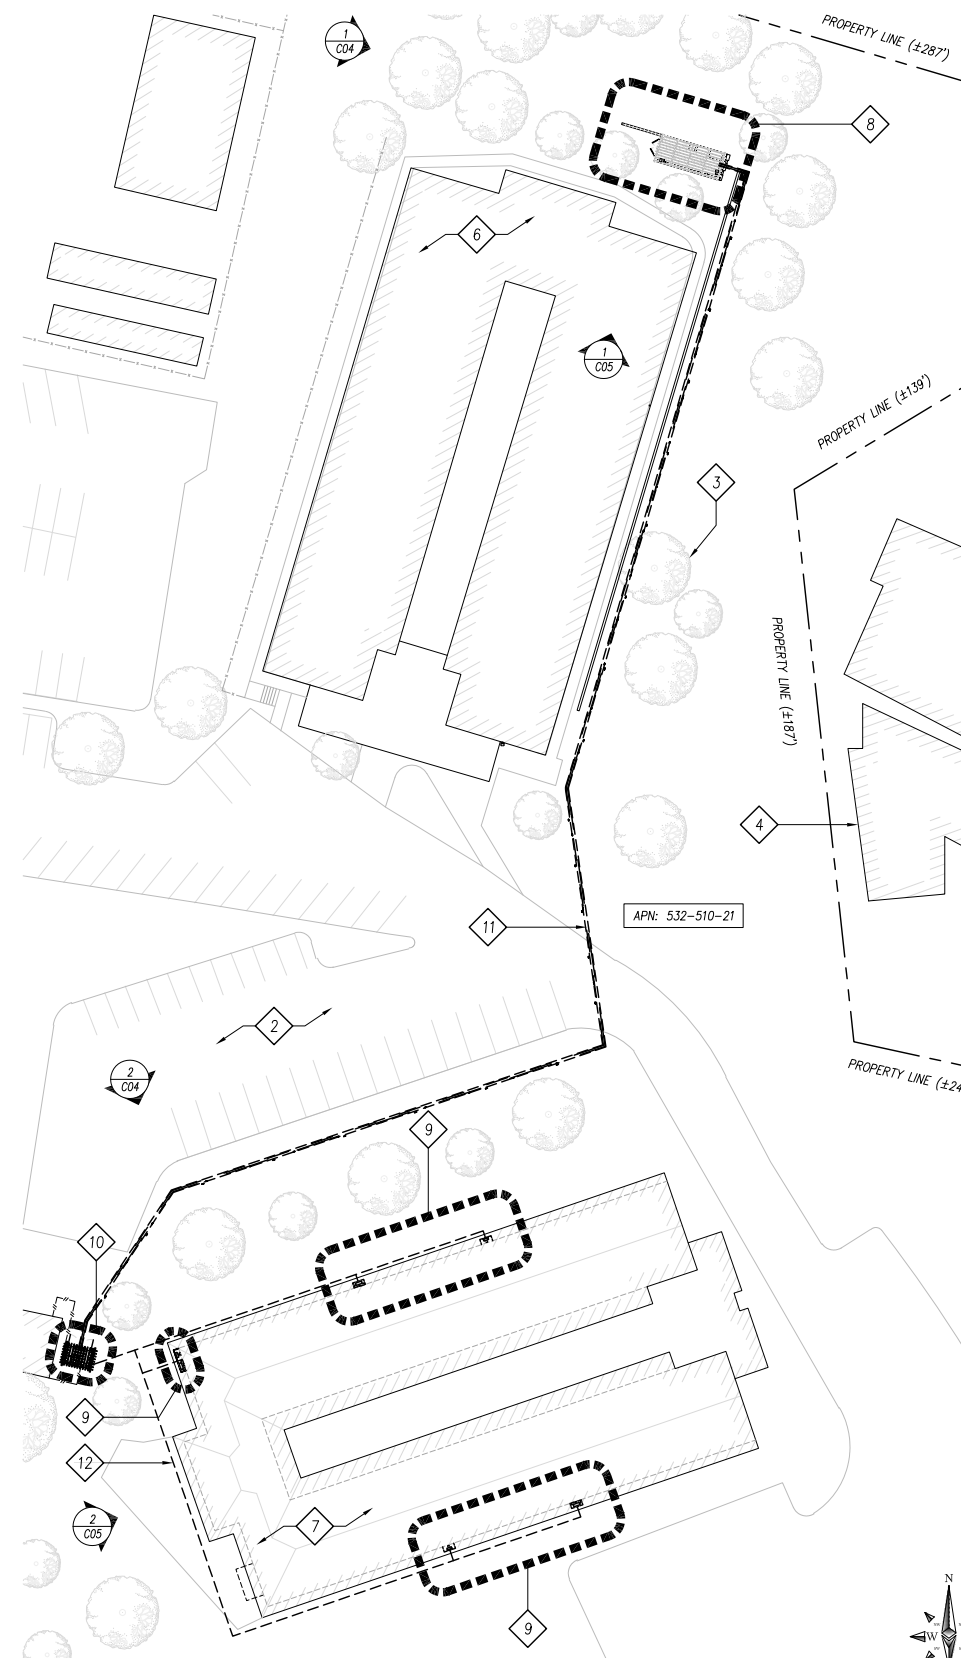 PROPERTY LINE (±287')
1
C04
8
6
1
C05
PROPERTY LINE (±139')
3
PROPERTY LINE (±187')
4
APN: 532-510-21
11
2
2
C04
PROPERTY LINE (±24
9
10
9
12
7
2
C05
9
N
W